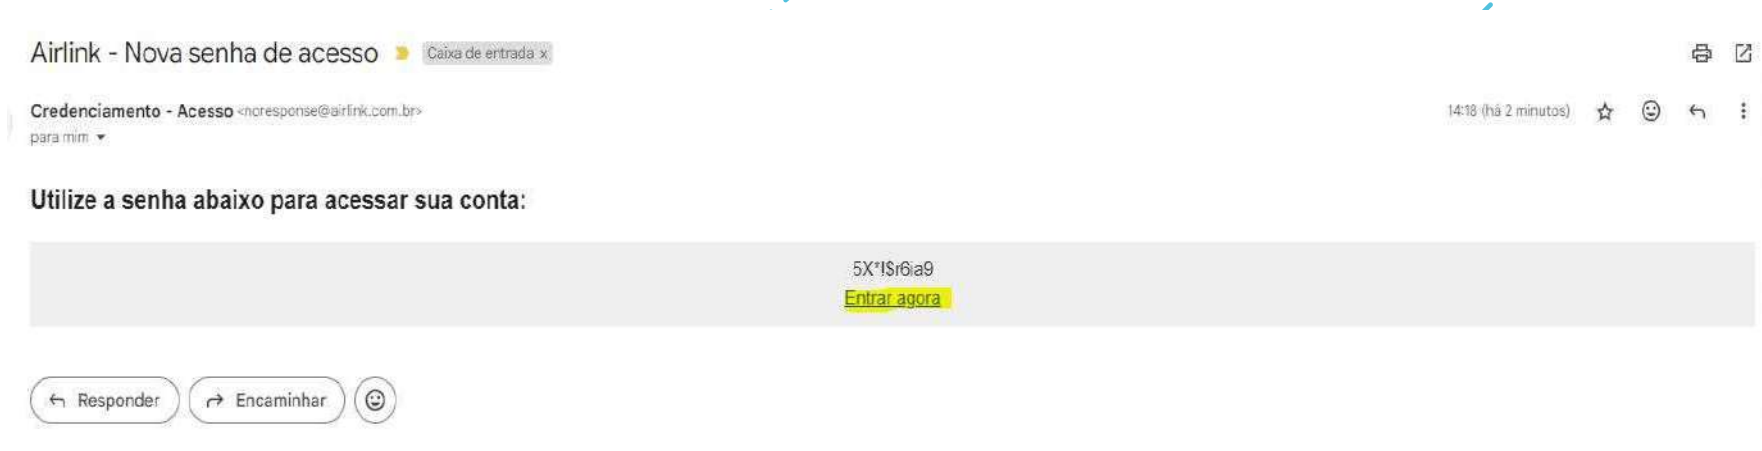 Airlink - Nova senha de acesso
Caixa de entrada x
Credenciamento - Acesso <noresponse@airlink.com.br>
14:18 (há 2 minutos)
para mim
Utilize a senha abaixo para acessar sua conta:
5X*!$r6ia9
Entrar agora
Responder
Encaminhar